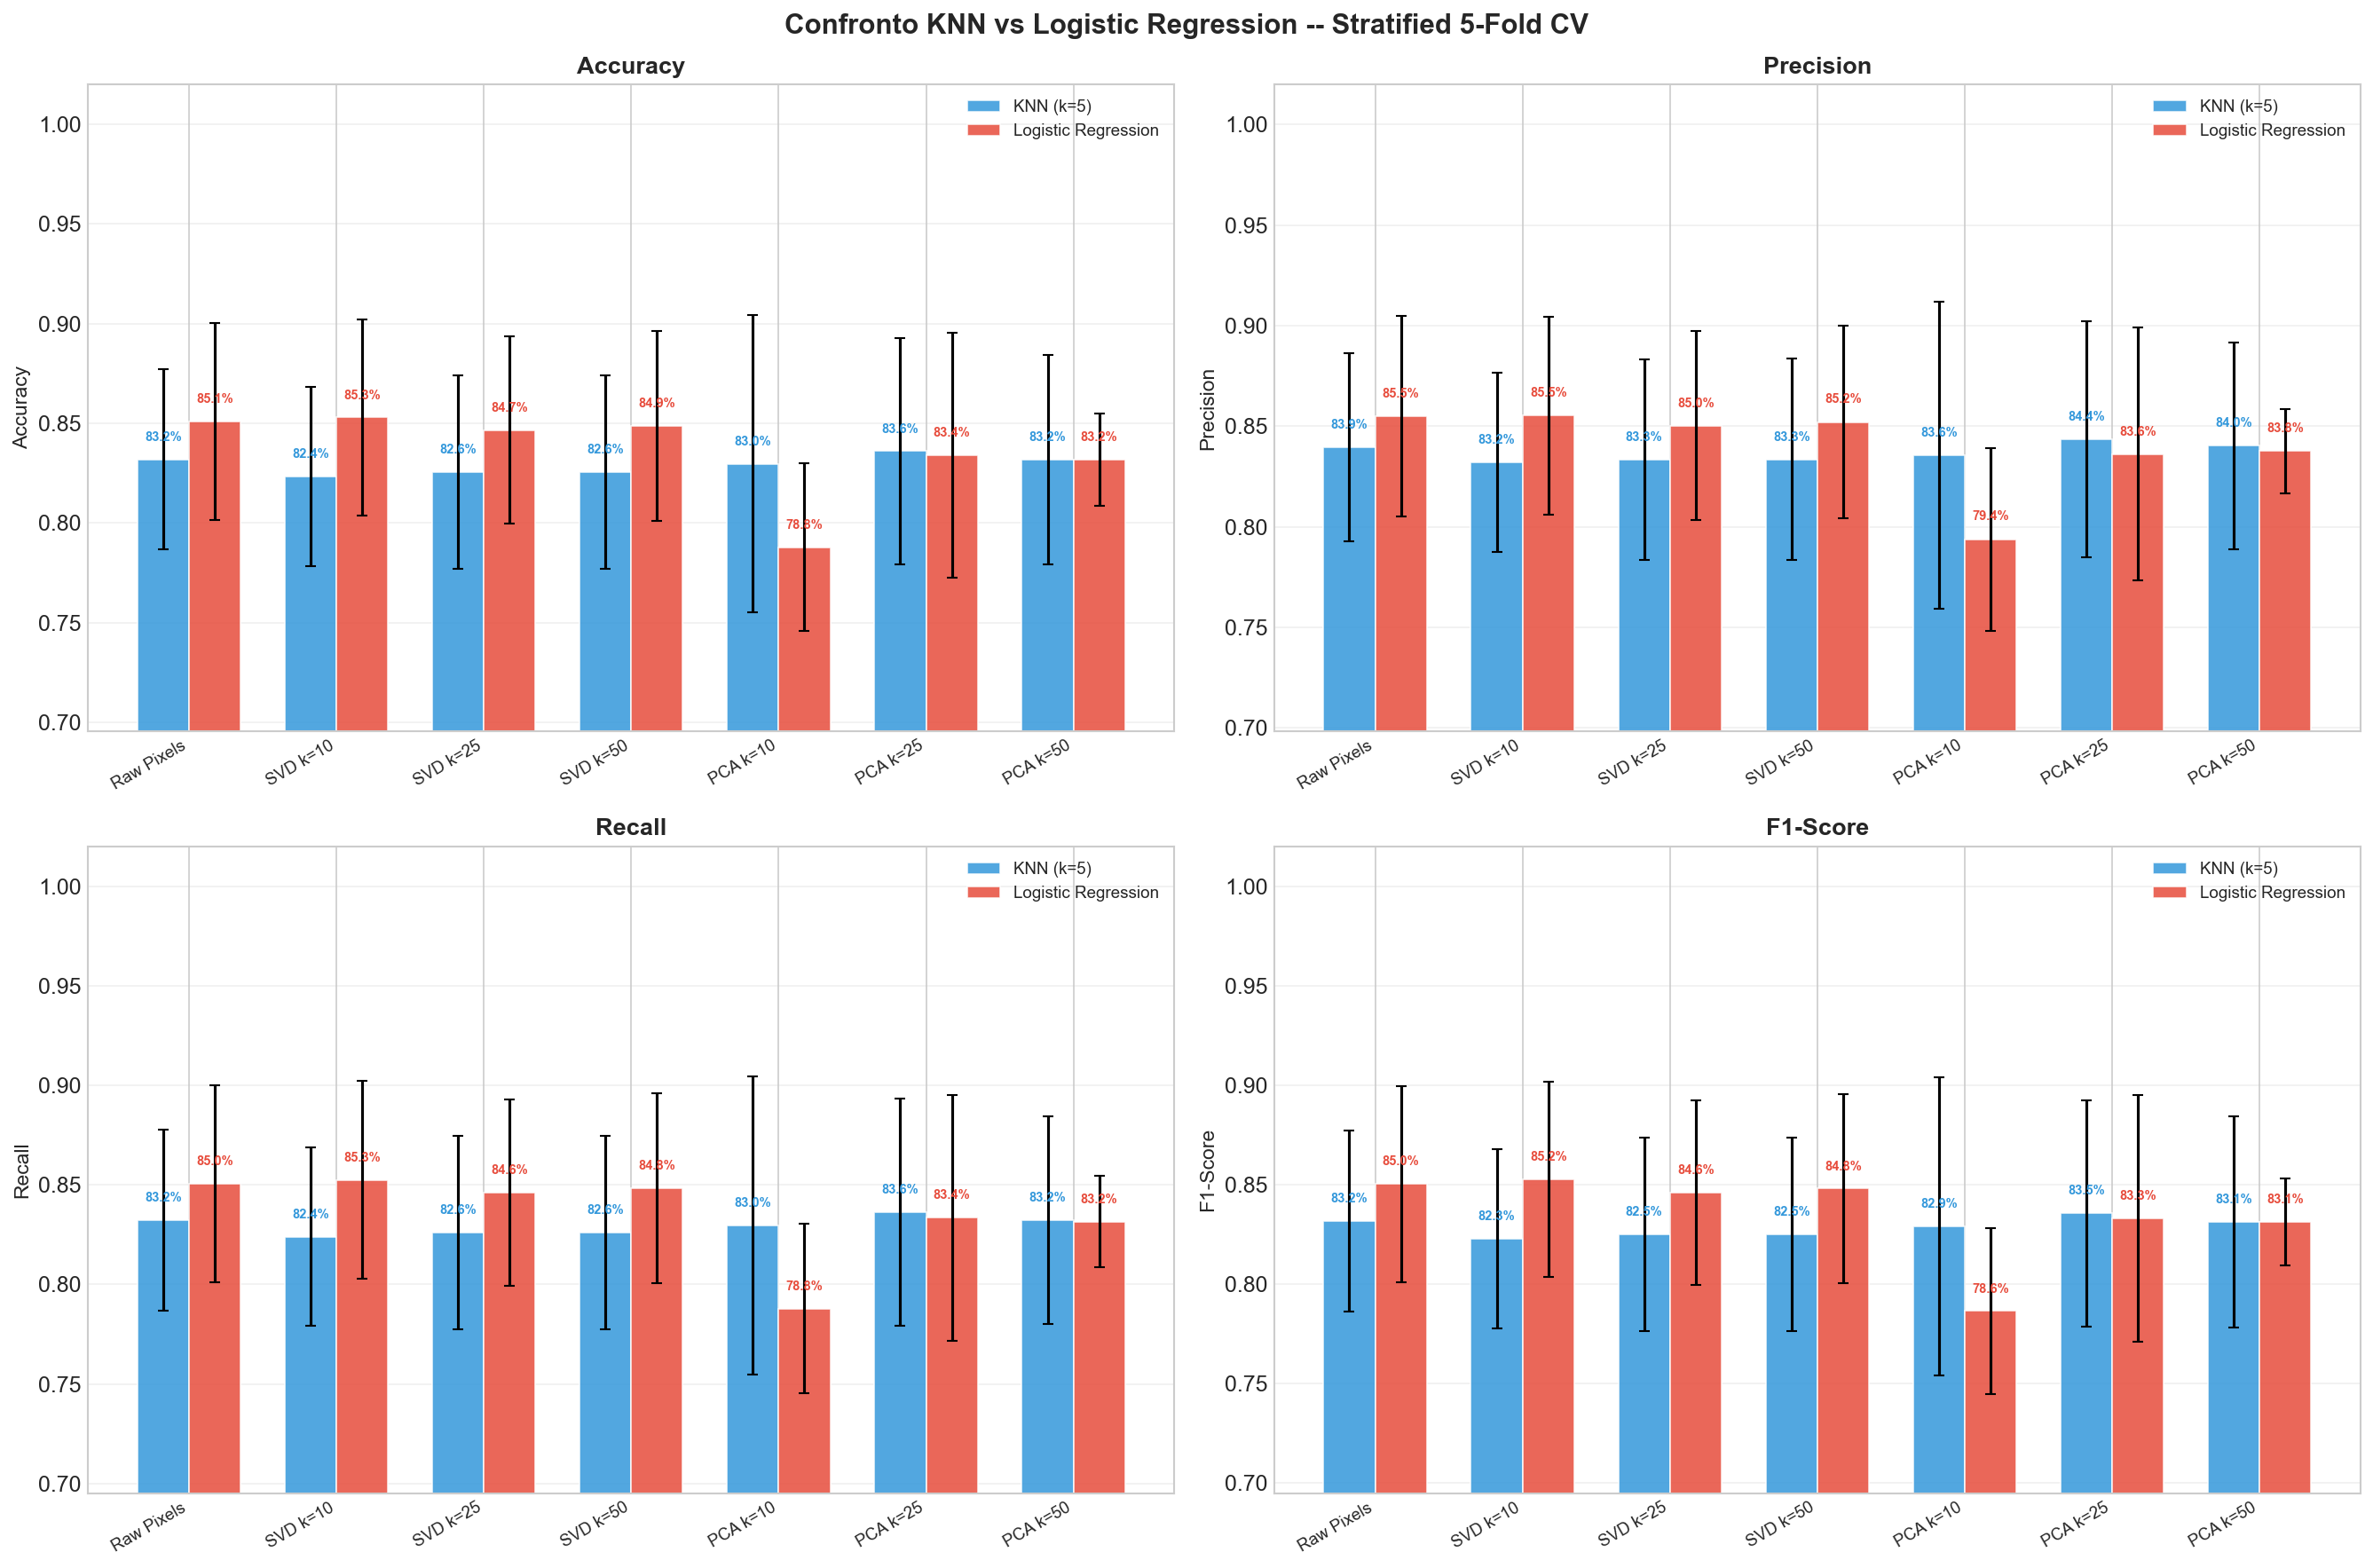 Confronto KNN vs Logistic Regression -- Stratified 5-Fold CV
Accuracy
KNN (k=5)
Logistic Regression
Accuracy
1.00
0.95
0.90
0.85
0.80
0.75
0.70
83.2% 85.1% 82.4% 85.3% 82.6% 84.7% 82.6% 84.9% 83.0% 78.8% 83.6% 83.4% 83.2% 83.2%
Raw Pixels SVD k=10 SVD k=25 SVD k=50 PCA k=10 PCA k=25 PCA k=50
Precision
KNN (k=5)
Logistic Regression
Precision
1.00
0.95
0.90
0.85
0.80
0.75
0.70
83.9% 85.5% 83.2% 85.5% 83.3% 85.0% 83.3% 85.2% 83.6% 79.4% 84.4% 83.6% 84.0% 83.8%
Raw Pixels SVD k=10 SVD k=25 SVD k=50 PCA k=10 PCA k=25 PCA k=50
Recall
KNN (k=5)
Logistic Regression
Recall
1.00
0.95
0.90
0.85
0.80
0.75
0.70
83.2% 85.0% 82.4% 85.3% 82.6% 84.6% 82.6% 84.8% 83.0% 78.8% 83.6% 83.4% 83.2% 83.2%
Raw Pixels SVD k=10 SVD k=25 SVD k=50 PCA k=10 PCA k=25 PCA k=50
F1-Score
KNN (k=5)
Logistic Regression
F1-Score
1.00
0.95
0.90
0.85
0.80
0.75
0.70
83.2% 85.0% 82.3% 85.2% 82.5% 84.6% 82.5% 84.8% 82.9% 78.6% 83.5% 83.3% 83.1% 83.1%
Raw Pixels SVD k=10 SVD k=25 SVD k=50 PCA k=10 PCA k=25 PCA k=50